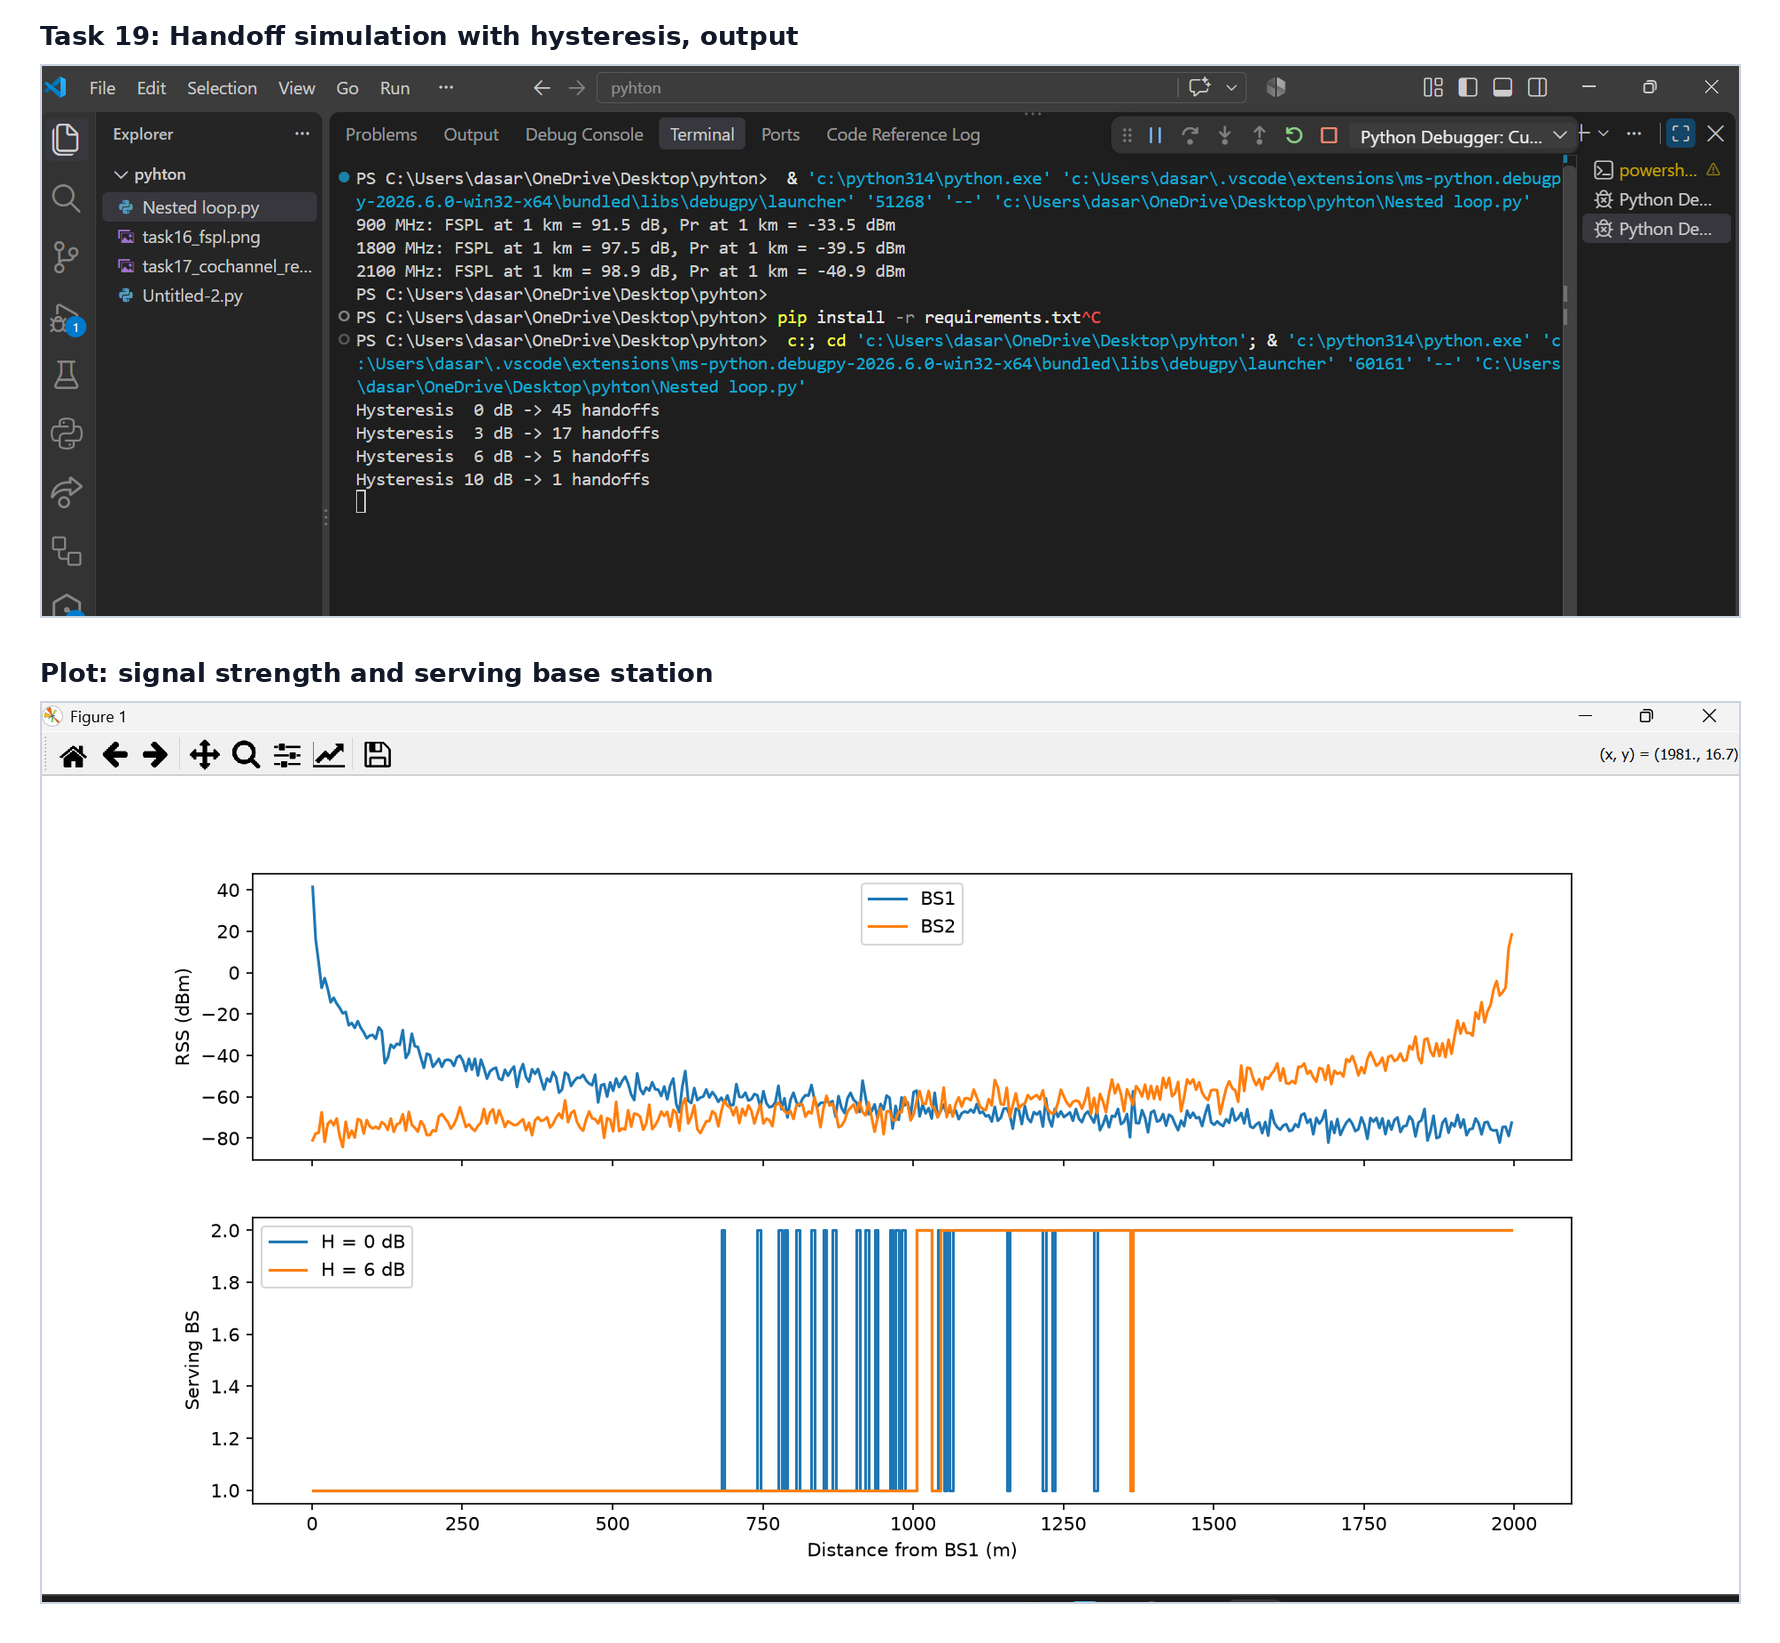 Task 19: Handoff simulation with hysteresis, output
File Edit Selection View Go Run ··· pyhton
Explorer ···
pyhton
Nested loop.py
task16_fspl.png
task17_cochannel_re...
Untitled-2.py
1
Problems Output Debug Console Terminal Ports Code Reference Log
Python Debugger: Cu...
powersh...
Python De...
Python De...
PS C:\Users\dasar\OneDrive\Desktop\pyhton>  & 'c:\python314\python.exe' 'c:\Users\dasar\.vscode\extensions\ms-python.debugp
y-2026.6.0-win32-x64\bundled\libs\debugpy\launcher' '51268' '--' 'c:\Users\dasar\OneDrive\Desktop\pyhton\Nested loop.py'
900 MHz: FSPL at 1 km = 91.5 dB, Pr at 1 km = -33.5 dBm
1800 MHz: FSPL at 1 km = 97.5 dB, Pr at 1 km = -39.5 dBm
2100 MHz: FSPL at 1 km = 98.9 dB, Pr at 1 km = -40.9 dBm
PS C:\Users\dasar\OneDrive\Desktop\pyhton>
PS C:\Users\dasar\OneDrive\Desktop\pyhton> pip install -r requirements.txt^C
PS C:\Users\dasar\OneDrive\Desktop\pyhton>  c:; cd 'c:\Users\dasar\OneDrive\Desktop\pyhton'; & 'c:\python314\python.exe' 'c
:\Users\dasar\.vscode\extensions\ms-python.debugpy-2026.6.0-win32-x64\bundled\libs\debugpy\launcher' '60161' '--' 'C:\Users
\dasar\OneDrive\Desktop\pyhton\Nested loop.py'
Hysteresis  0 dB -> 45 handoffs
Hysteresis  3 dB -> 17 handoffs
Hysteresis  6 dB -> 5 handoffs
Hysteresis 10 dB -> 1 handoffs
Plot: signal strength and serving base station
Figure 1
(x, y) = (1981., 16.7)
RSS (dBm)
40
20
0
−20
−40
−60
−80
BS1
BS2
Serving BS
2.0
1.8
1.6
1.4
1.2
1.0
H = 0 dB
H = 6 dB
0 250 500 750 1000 1250 1500 1750 2000
Distance from BS1 (m)